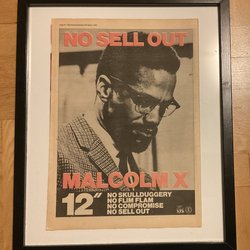 NO SELL OUT
MALCOLM X
12"
NO SKULLDUGGERY
NO FLIM FLAM
NO COMPROMISE
NO SELL OUT